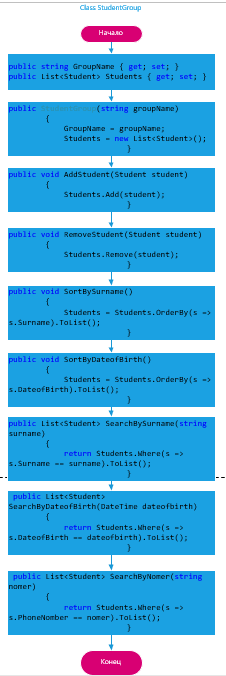 Class StudentGroup
Начало
public string GroupName { get; set; }
public List<Student> Students { get; set; }
public (string groupName)
{
GroupName = groupName;
Students = new List<Student>();
}
public void AddStudent(Student student)
{
Students.Add(student);
}
public void RemoveStudent(Student student)
{
Students.Remove(student);
}
public void SortBySurname()
{
Students = Students.OrderBy(s =>
s.Surname).ToList();
}
public void SortByDateofBirth()
{
Students = Students.OrderBy(s =>
s.DateofBirth).ToList();
}
public List<Student> SearchBySurname(string
surname)
{
return Students.Where(s =>
s.Surname == surname).ToList();
}
public List<Student>
SearchByDateofBirth(DateTime dateofbirth)
{
return Students.Where(s =>
s.DateofBirth == dateofbirth).ToList();
}
public List<Student> SearchByNomer(string
nomer)
{
return Students.Where(s =>
s.PhoneNomber == nomer).ToList();
}
Конец